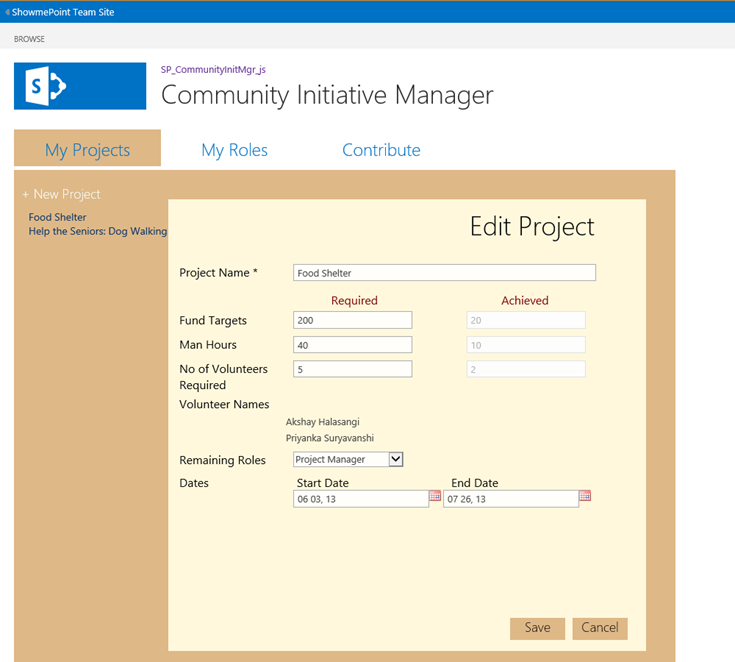 ShowmePoint Team Site
BROWSE
S
SP_CommunityInitMgr_js
Community Initiative Manager
My Projects My Roles Contribute
+ New Project
Food Shelter
Help the Seniors: Dog Walking
Edit Project
Project Name * Food Shelter
Required Achieved
Fund Targets 200 20
Man Hours 40 10
No of Volunteers 5 2
Required
Volunteer Names
Akshay Halasangi
Priyanka Suryavanshi
Remaining Roles Project Manager
Dates Start Date End Date
06 03, 13 07 26, 13
Save Cancel